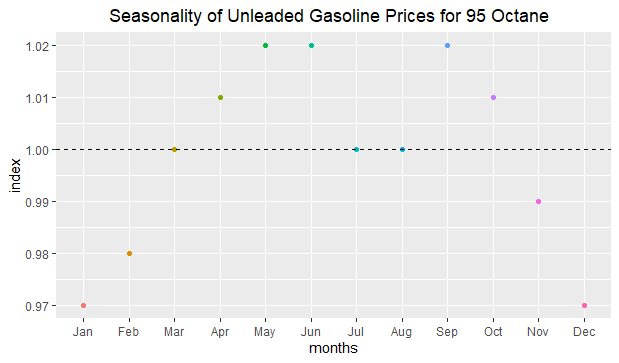 Seasonality of Unleaded Gasoline Prices for 95 Octane
1.02
1.01
1.00
0.99
0.98
0.97
index
Jan Feb Mar Apr May Jun Jul Aug Sep Oct Nov Dec
months